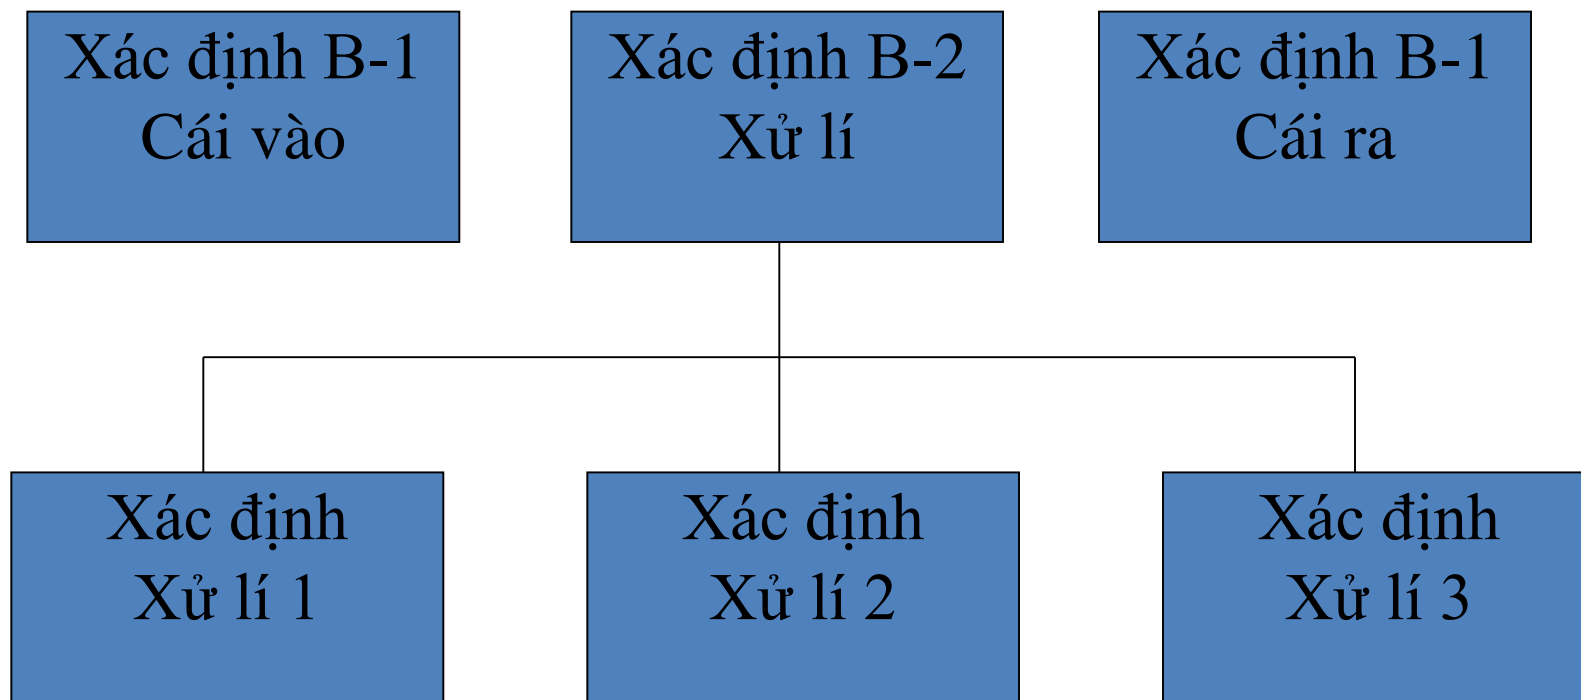 Xác định B-1
Cái vào
Xác định B-2
Xử lí
Xác định B-1
Cái ra
Xác định
Xử lí 1
Xác định
Xử lí 2
Xác định
Xử lí 3